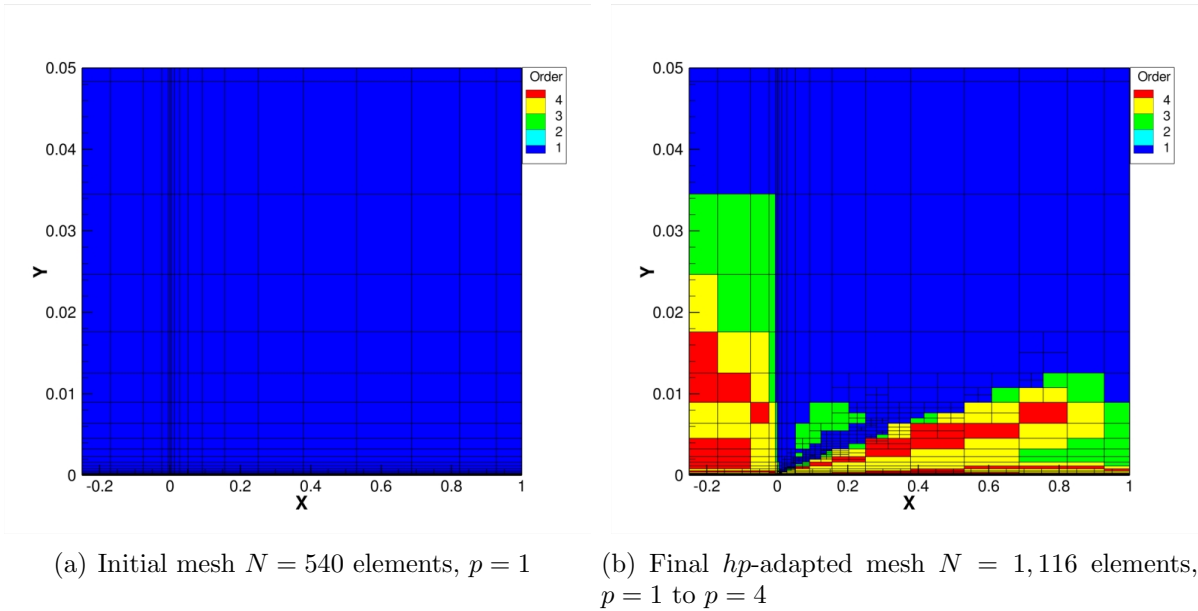 Order
4
3
2
1
0.05
0.04
0.03
0.02
0.01
0
Y
-0.2 0 0.2 0.4 0.6 0.8 1
X
(a) Initial mesh N = 540 elements, p = 1
Order
4
3
2
1
0.05
0.04
0.03
0.02
0.01
0
Y
-0.2 0 0.2 0.4 0.6 0.8 1
X
(b) Final hp-adapted mesh N = 1,116 elements,
p = 1 to p = 4